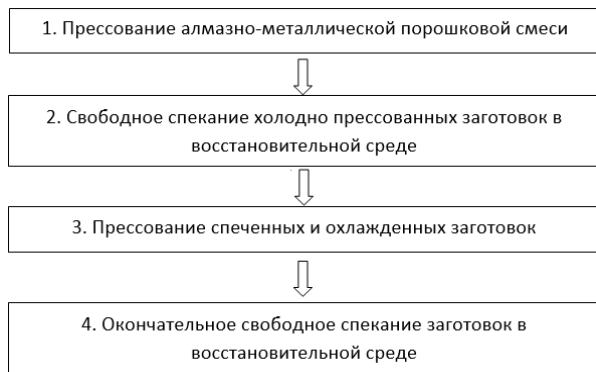 1. Прессование алмазно-металлической порошковой смеси
2. Свободное спекание холодно прессованных заготовок в
восстановительной среде
3. Прессование спеченных и охлажденных заготовок
4. Окончательное свободное спекание заготовок в
восстановительной среде